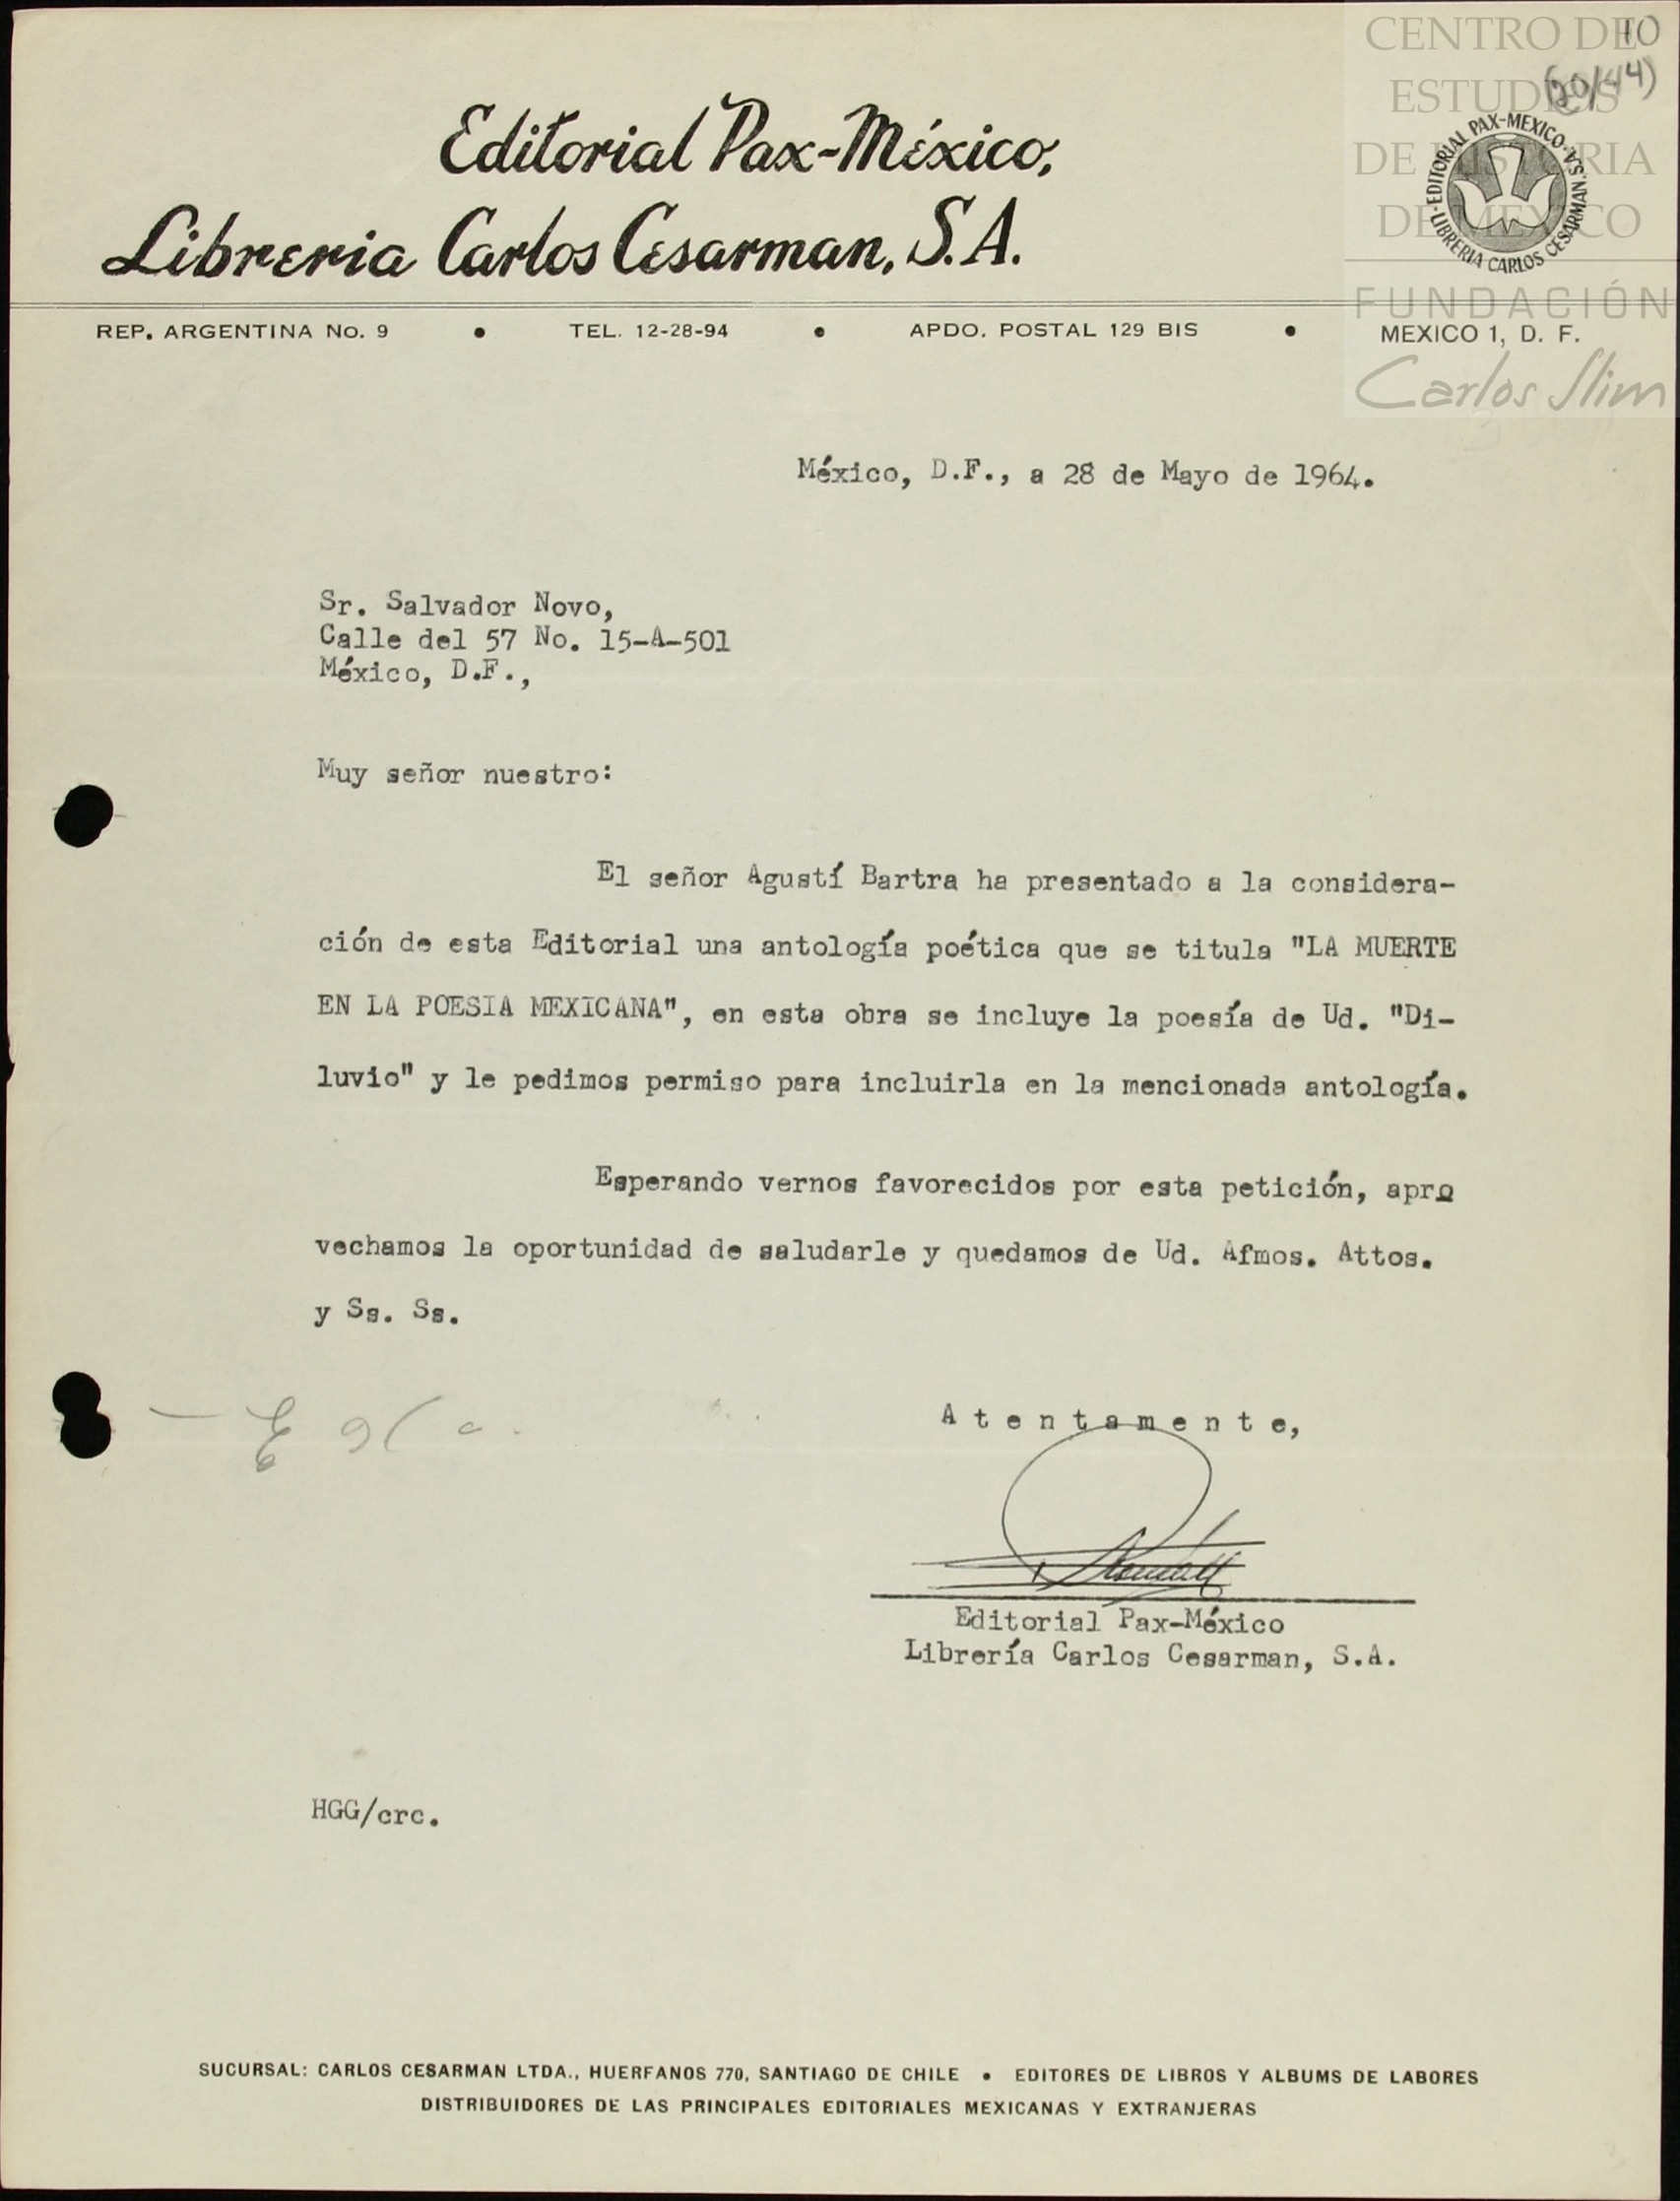 CENTRO DE
ESTUDIOS
DE HISTORIA
DE MEXICO
FUNDACIÓN
Carlos Slim
10
(20/44)
Editorial Pax-México,
Libreria Carlos Cesarman, S.A.
EDITORIAL PAX-MEXICO · LIBRERIA CARLOS CESARMAN, S.A.
REP. ARGENTINA No. 9 • TEL. 12-28-94 • APDO. POSTAL 129 BIS • MEXICO 1, D. F.
México, D.F., a 28 de Mayo de 1964.
Sr. Salvador Novo,
Calle del 57 No. 15-A-501
México, D.F.,
Muy señor nuestro:
El señor Agustí Bartra ha presentado a la considera-
ción de esta Editorial una antología poética que se titula "LA MUERTE
EN LA POESIA MEXICANA", en esta obra se incluye la poesía de Ud. "Di-
luvio" y le pedimos permiso para incluirla en la mencionada antología.
Esperando vernos favorecidos por esta petición, apro
vechamos la oportunidad de saludarle y quedamos de Ud. Afmos. Attos.
y Ss. Ss.
Atentamente,
Editorial Pax-México
Librería Carlos Cesarman, S.A.
HGG/crc.
SUCURSAL: CARLOS CESARMAN LTDA., HUERFANOS 770, SANTIAGO DE CHILE • EDITORES DE LIBROS Y ALBUMS DE LABORES
DISTRIBUIDORES DE LAS PRINCIPALES EDITORIALES MEXICANAS Y EXTRANJERAS